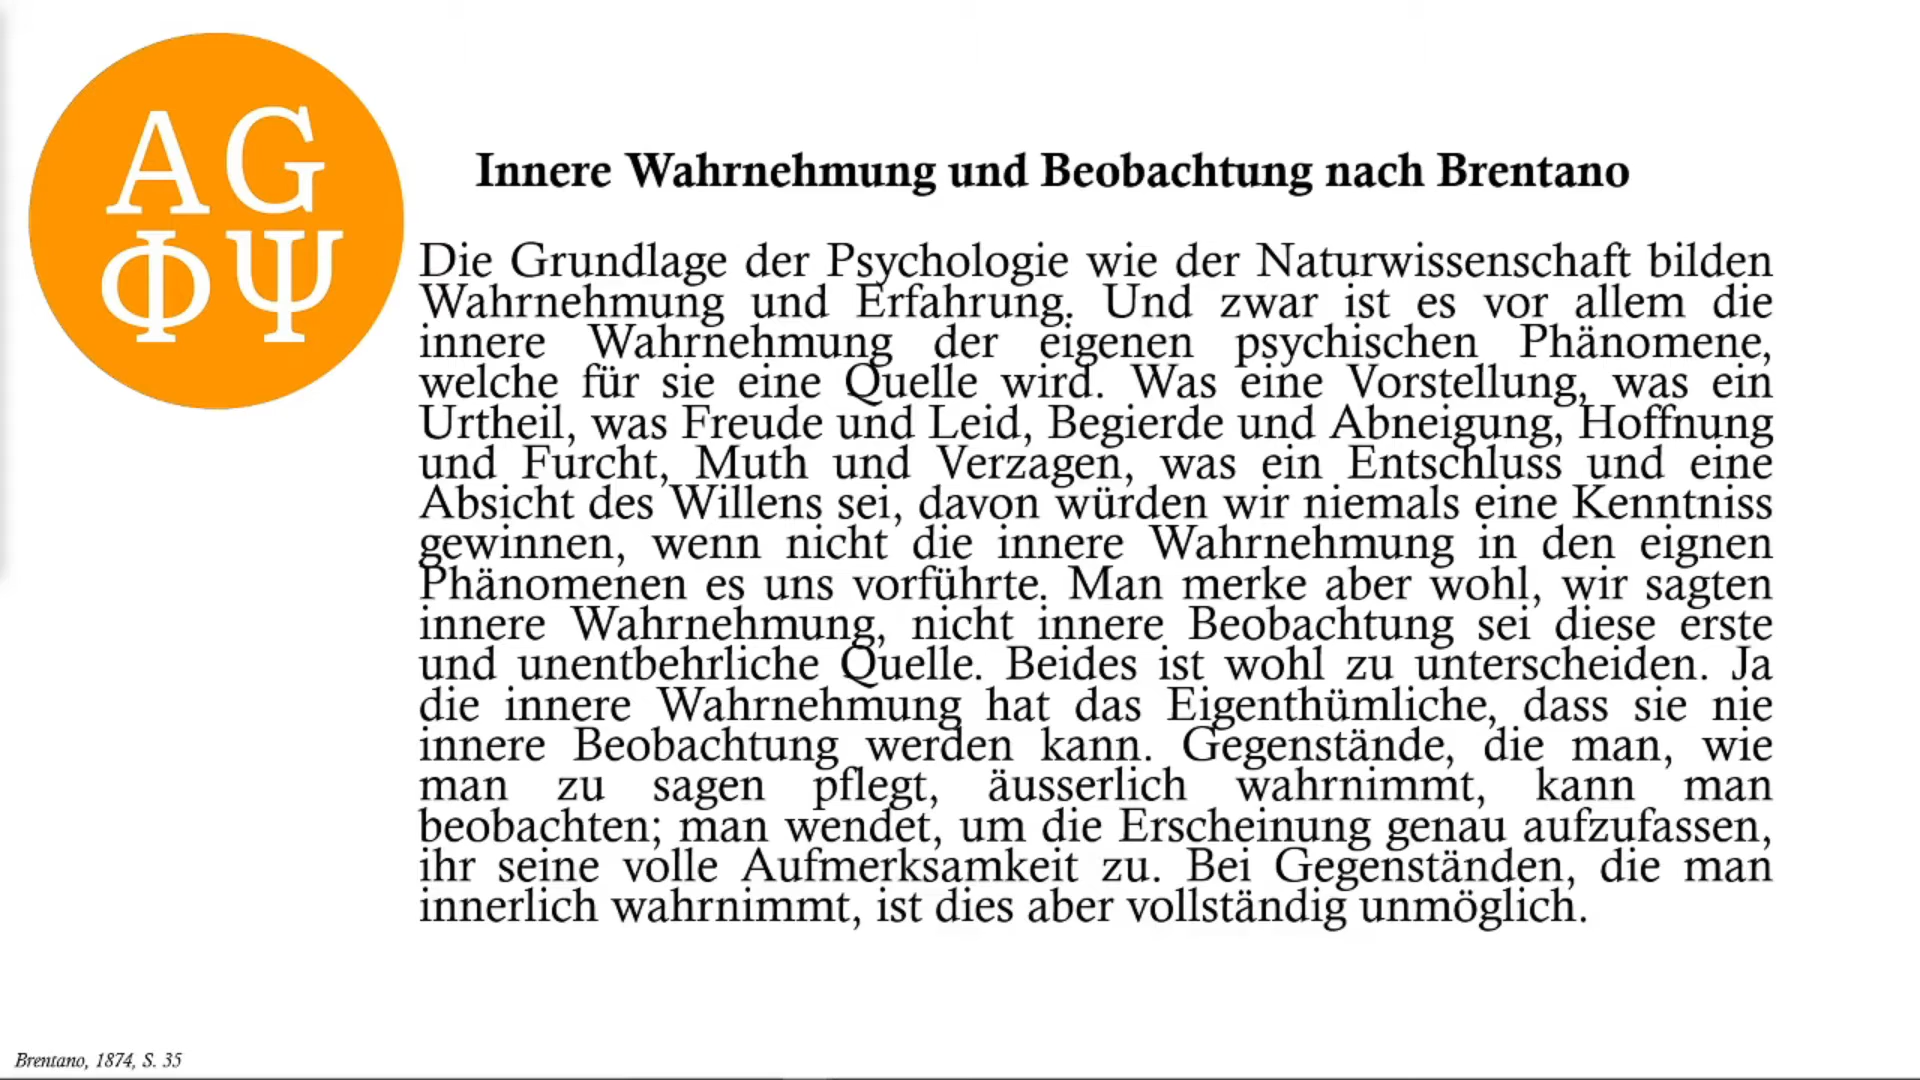 AG
ΦΨ
Innere Wahrnehmung und Beobachtung nach Brentano
Die Grundlage der Psychologie wie der Naturwissenschaft bilden
Wahrnehmung und Erfahrung. Und zwar ist es vor allem die
innere Wahrnehmung der eigenen psychischen Phänomene,
welche für sie eine Quelle wird. Was eine Vorstellung, was ein
Urtheil, was Freude und Leid, Begierde und Abneigung, Hoffnung
und Furcht, Muth und Verzagen, was ein Entschluss und eine
Absicht des Willens sei, davon würden wir niemals eine Kenntniss
gewinnen, wenn nicht die innere Wahrnehmung in den eignen
Phänomenen es uns vorführte. Man merke aber wohl, wir sagten
innere Wahrnehmung, nicht innere Beobachtung sei diese erste
und unentbehrliche Quelle. Beides ist wohl zu unterscheiden. Ja
die innere Wahrnehmung hat das Eigenthümliche, dass sie nie
innere Beobachtung werden kann. Gegenstände, die man, wie
man zu sagen pflegt, äusserlich wahrnimmt, kann man
beobachten; man wendet, um die Erscheinung genau aufzufassen,
ihr seine volle Aufmerksamkeit zu. Bei Gegenständen, die man
innerlich wahrnimmt, ist dies aber vollständig unmöglich.
Brentano, 1874, S. 35